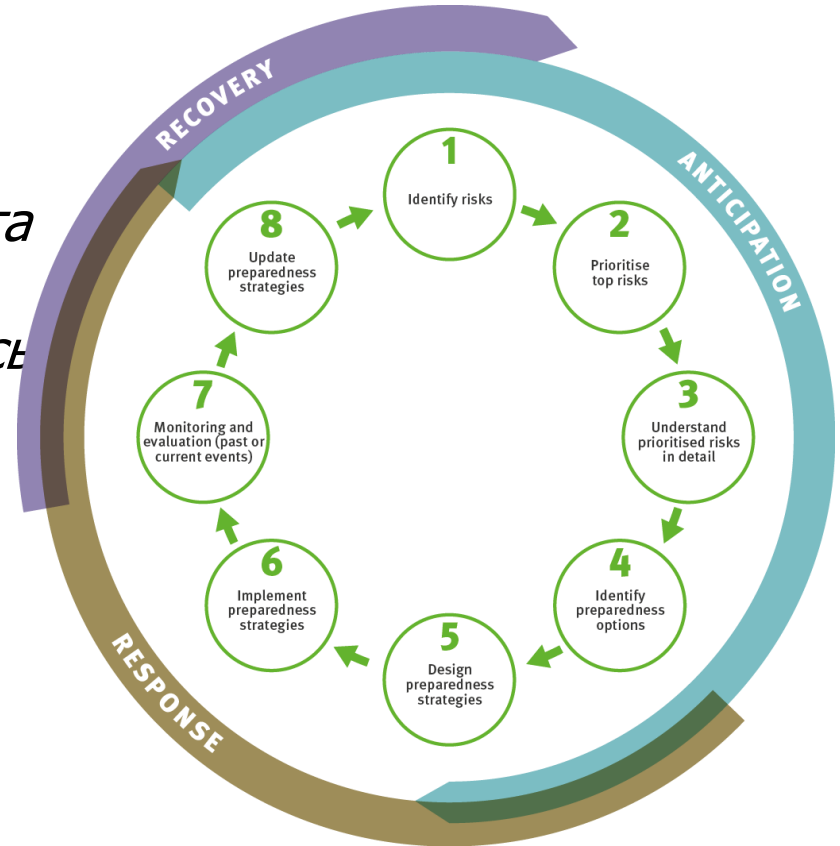 RECOVERY
ANTICIPATION
RESPONSE
1
Identify risks
2
Prioritise
top risks
3
Understand
prioritised risks
in detail
4
Identify
preparedness
options
5
Design
preparedness
strategies
6
Implement
preparedness
strategies
7
Monitoring and
evaluation (past or
current events)
8
Update
preparedness
strategies